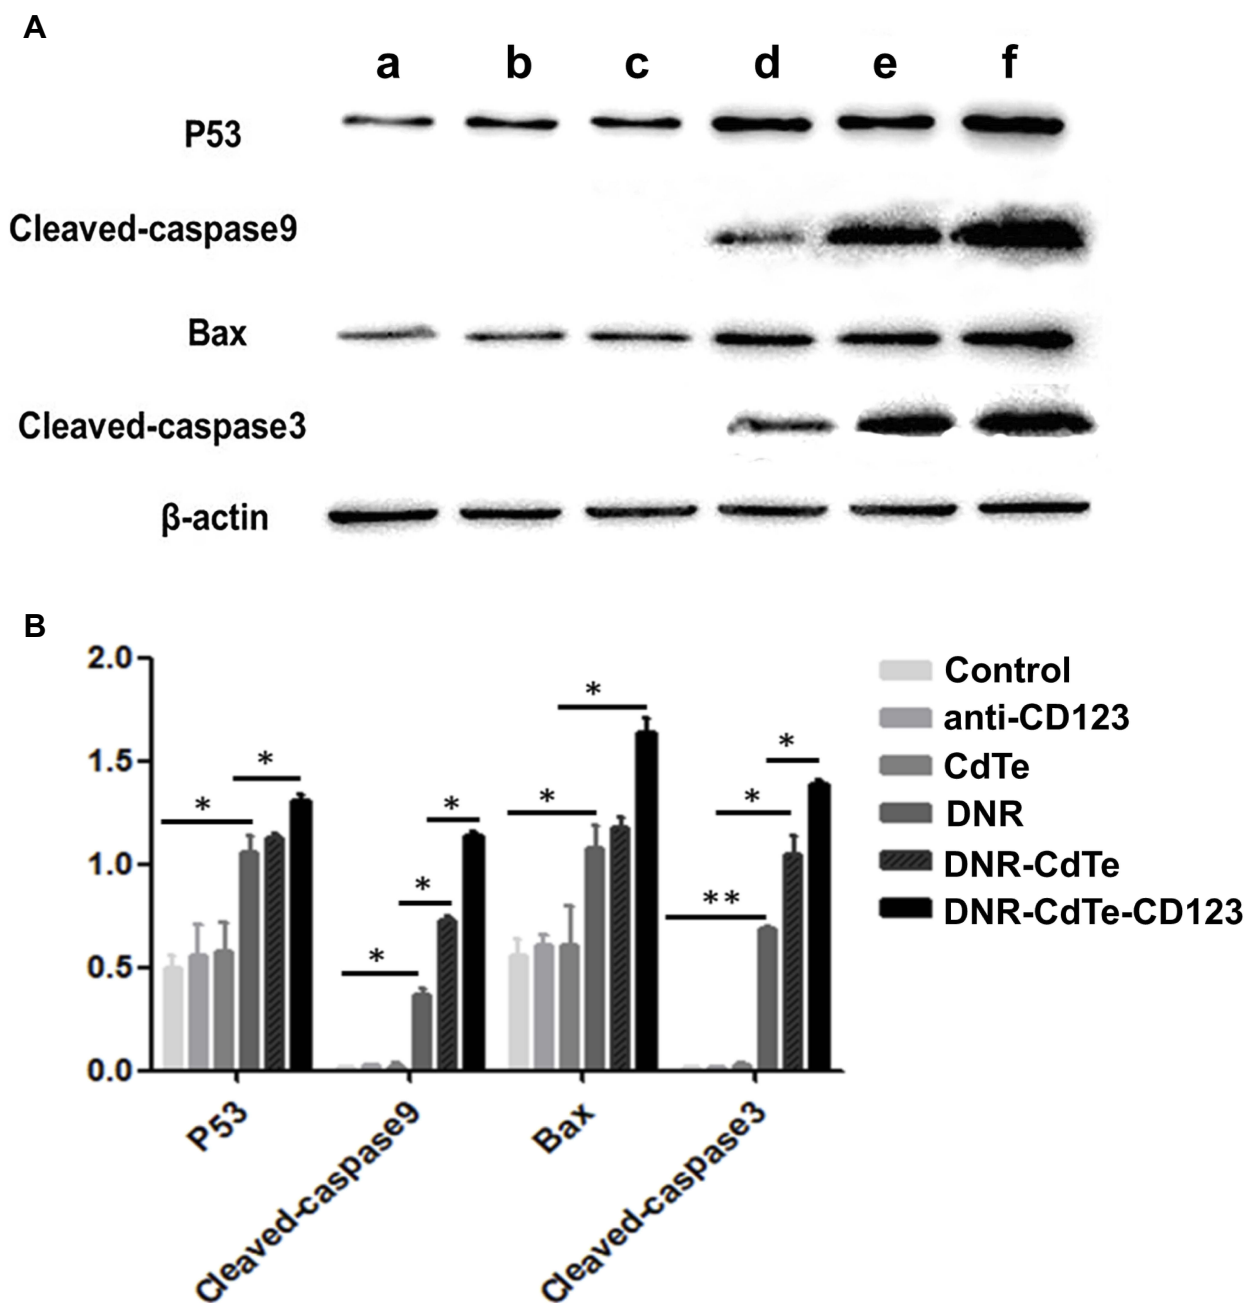 A
a b c d e f
P53
Cleaved-caspase9
Bax
Cleaved-caspase3
β-actin
B
2.0
1.5
1.0
0.5
0.0
*
*
*
*
*
*
*
**
*
*
P53
Cleaved-caspase9
Bax
Cleaved-caspase3
Control
anti-CD123
CdTe
DNR
DNR-CdTe
DNR-CdTe-CD123